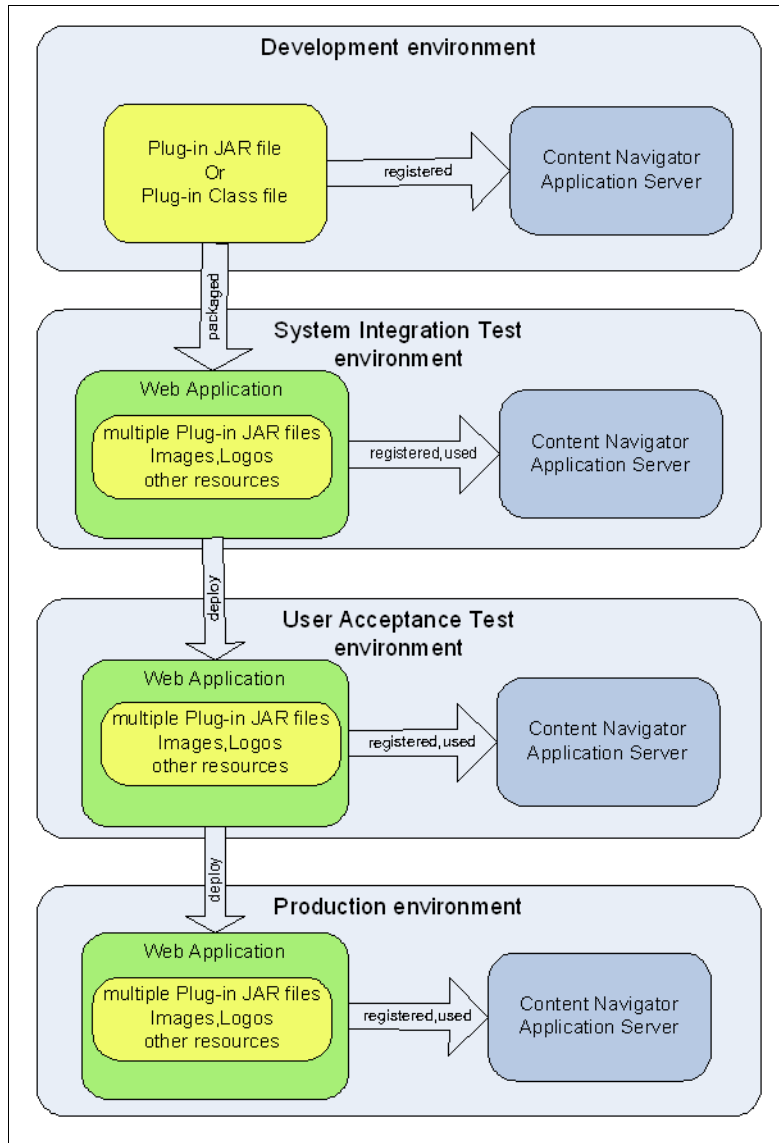 Development environment
Plug-in JAR file
Or
Plug-in Class file
registered
Content Navigator
Application Server
packaged
System Integration Test
environment
Web Application
multiple Plug-in JAR files
Images,Logos
other resources
registered,used
Content Navigator
Application Server
deploy
User Acceptance Test
environment
Web Application
multiple Plug-in JAR files
Images,Logos
other resources
registered,used
Content Navigator
Application Server
deploy
Production environment
Web Application
multiple Plug-in JAR files
Images,Logos
other resources
registered,used
Content Navigator
Application Server